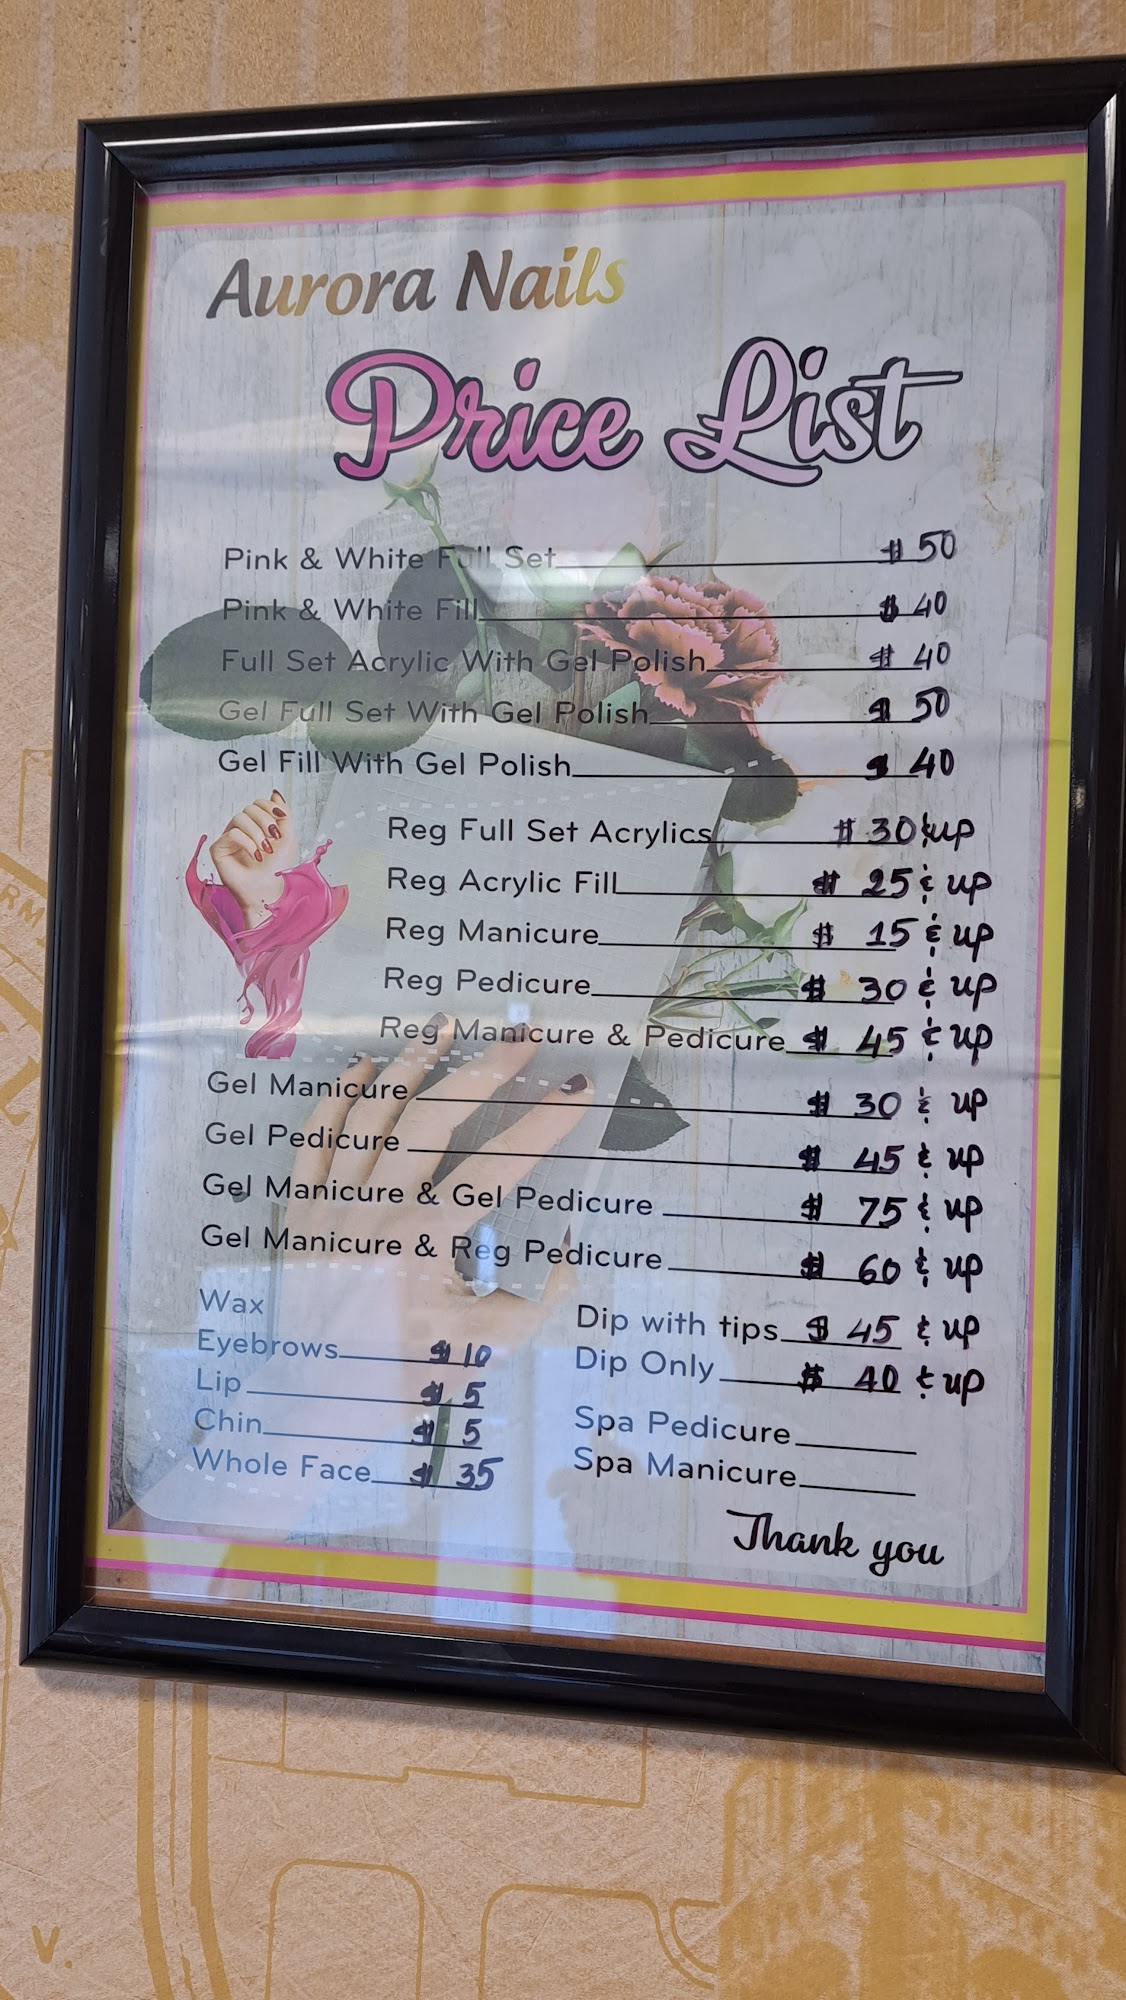 Aurora Nails
Price List
Pink & White Full Set $50
Pink & White Fill $40
Full Set Acrylic With Gel Polish $40
Gel Full Set With Gel Polish $50
Gel Fill With Gel Polish $40
Reg Full Set Acrylics $30 & up
Reg Acrylic Fill $25 & up
Reg Manicure $15 & up
Reg Pedicure $30 & up
Reg Manicure & Pedicure $45 & up
Gel Manicure $30 & up
Gel Pedicure $45 & up
Gel Manicure & Gel Pedicure $75 & up
Gel Manicure & Reg Pedicure $60 & up
Wax
Eyebrows $10
Lip $5
Chin $5
Whole Face $35
Dip with tips $45 & up
Dip Only $40 & up
Spa Pedicure
Spa Manicure
Thank you
V.